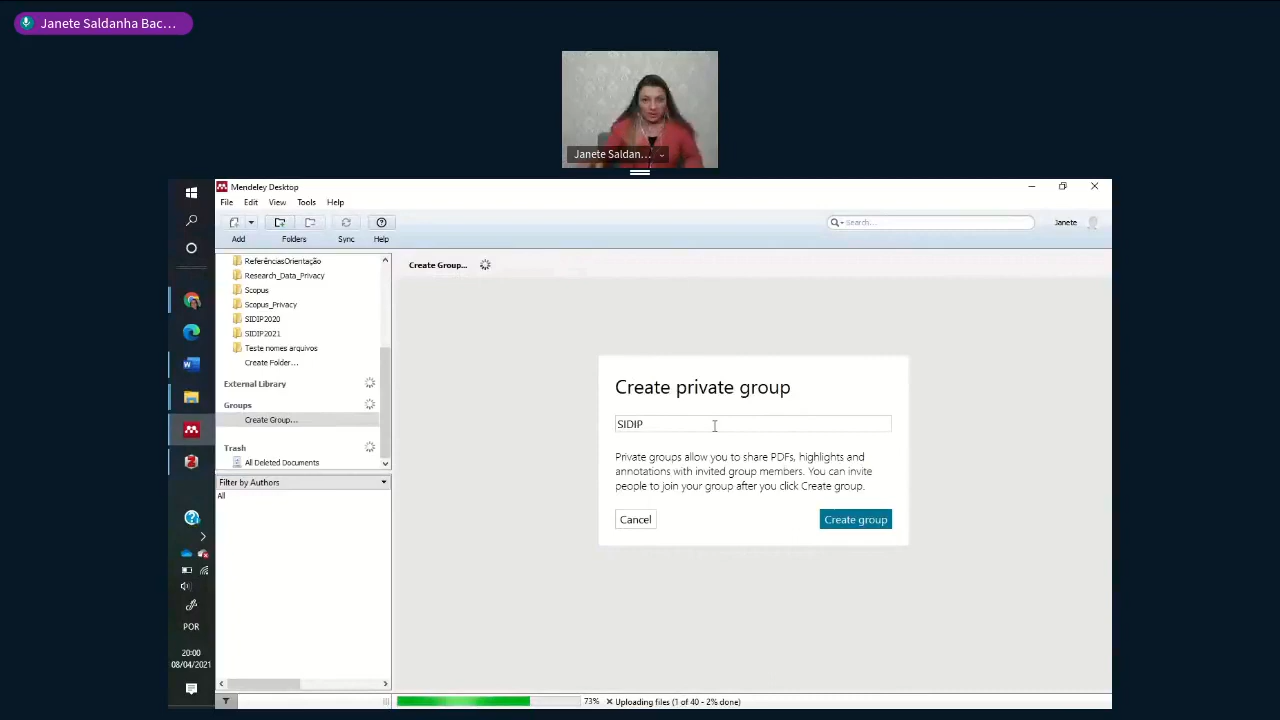 Janete Saldanha Bac...
Janete Saldan...
Mendeley Desktop
File Edit View Tools Help
Search...
Janete
Add Folders Sync Help
ReferênciasOrientação
Research_Data_Privacy
Scopus
Scopus_Privacy
SIDIP2020
SIDIP2021
Teste nomes arquivos
Create Folder...
External Library
Groups
Create Group...
Trash
All Deleted Documents
Filter by Authors
All
Create Group...
Create private group
SIDIP
Private groups allow you to share PDFs, highlights and
annotations with invited group members. You can invite
people to join your group after you click Create group.
Cancel Create group
POR
20:00
08/04/2021
73% Uploading files (1 of 40 - 2% done)